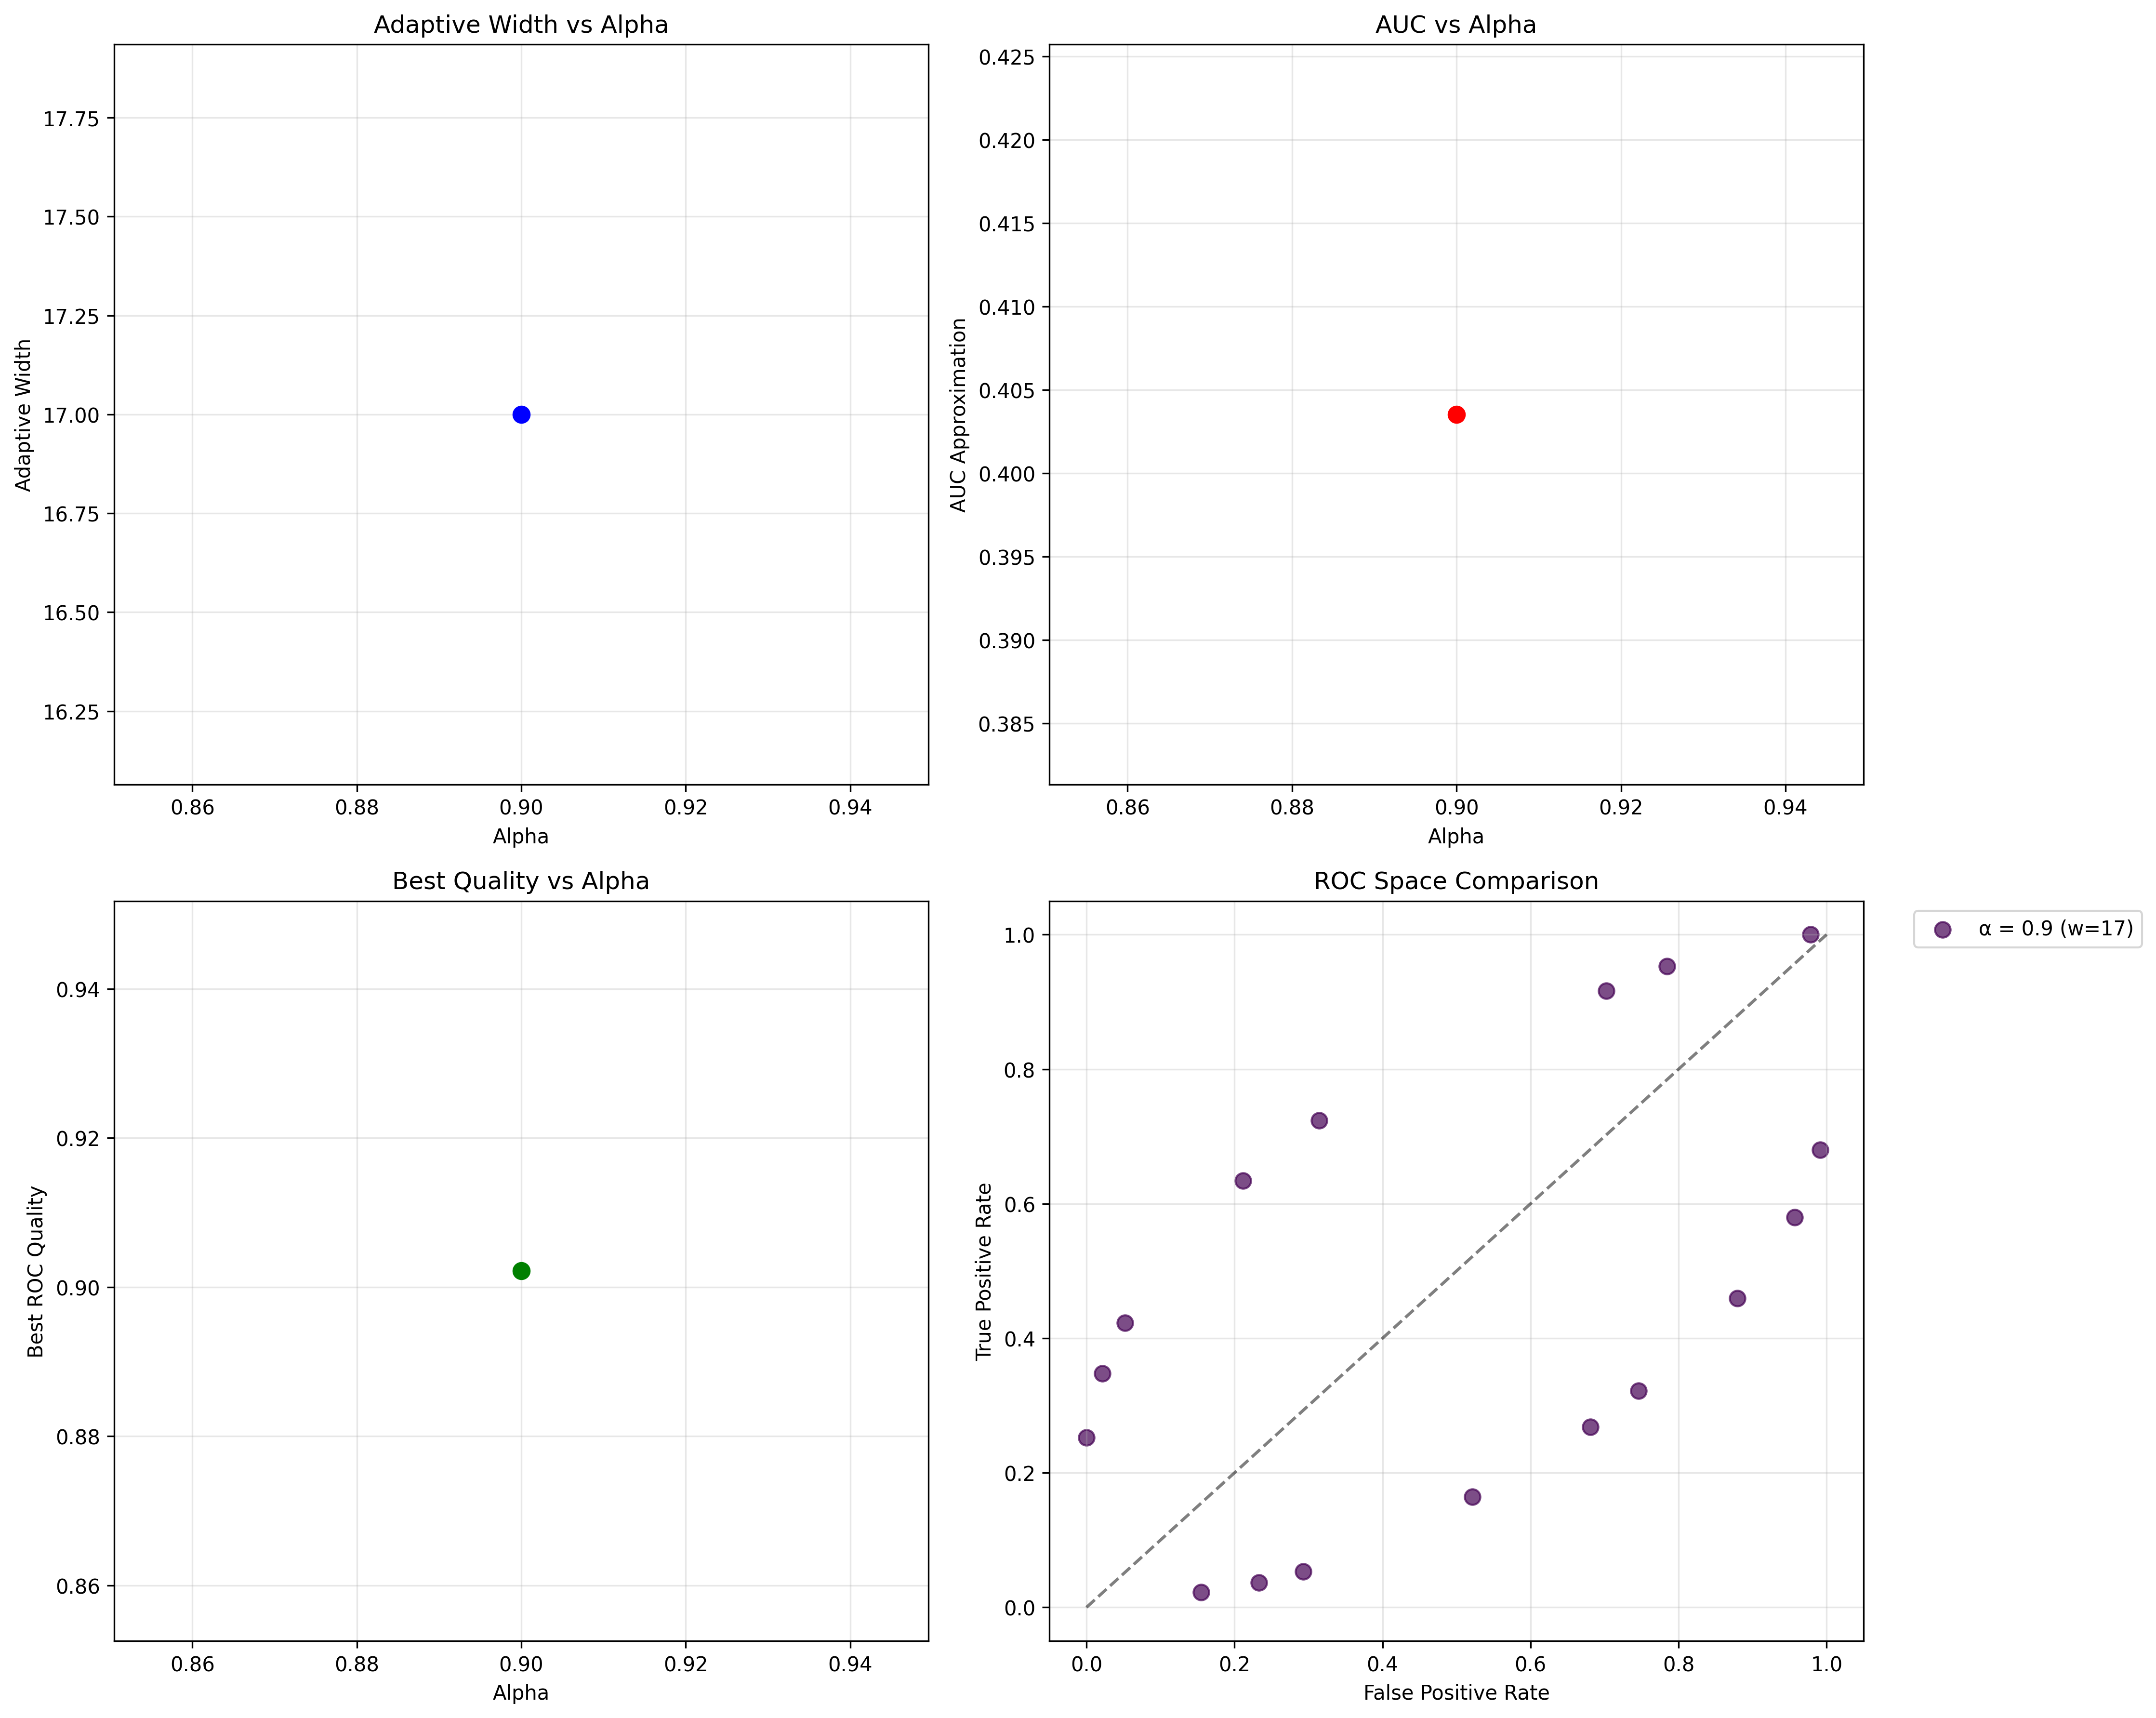 Adaptive Width vs Alpha
17.75
17.50
17.25
17.00
16.75
16.50
16.25
Adaptive Width
0.86 0.88 0.90 0.92 0.94
Alpha
AUC vs Alpha
0.425
0.420
0.415
0.410
0.405
0.400
0.395
0.390
0.385
AUC Approximation
0.86 0.88 0.90 0.92 0.94
Alpha
Best Quality vs Alpha
0.94
0.92
0.90
0.88
0.86
Best ROC Quality
0.86 0.88 0.90 0.92 0.94
Alpha
ROC Space Comparison
1.0
0.8
0.6
0.4
0.2
0.0
True Positive Rate
0.0 0.2 0.4 0.6 0.8 1.0
False Positive Rate
α = 0.9 (w=17)